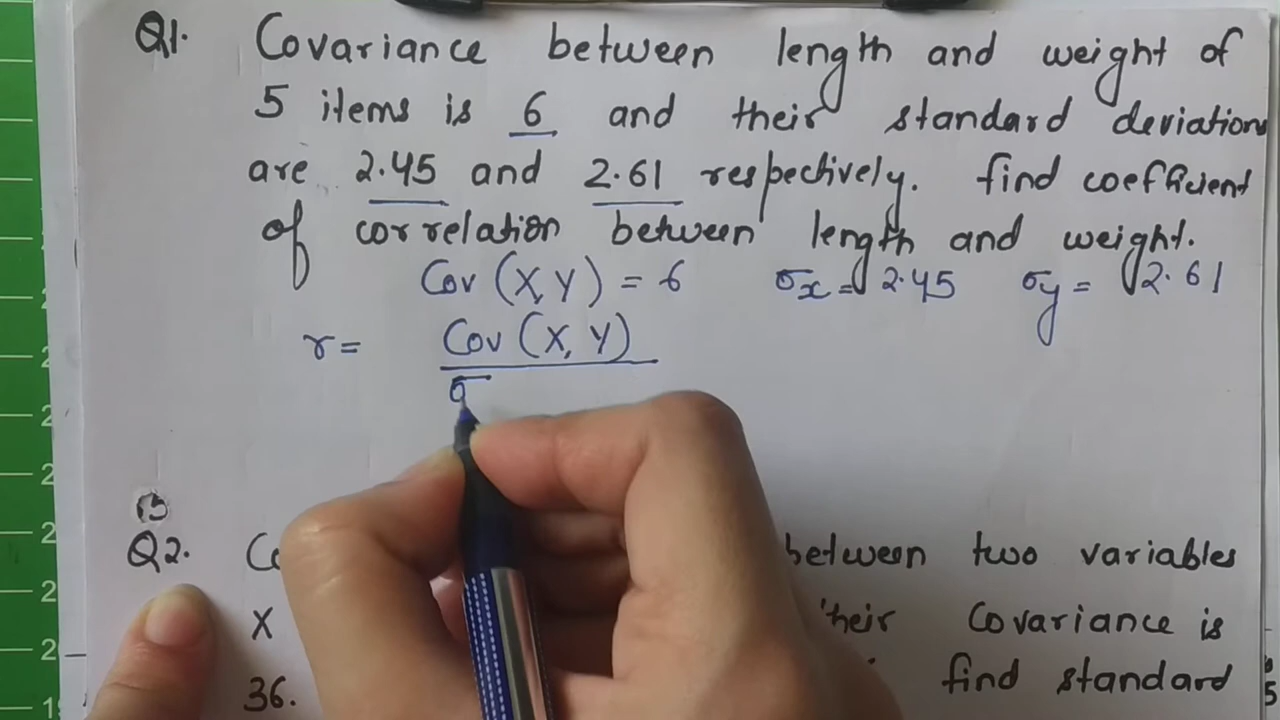 Q1. Covariance between length and weight of
5 items is 6 and their standard deviations
are 2.45 and 2.61 respectively. find coefficient
of correlation between length and weight.
Cov (X,Y) = 6 σx = 2.45 σy = √2.61
r = Cov (X,Y)
σ
Q2. between two variables
X their Covariance is
36. find standard